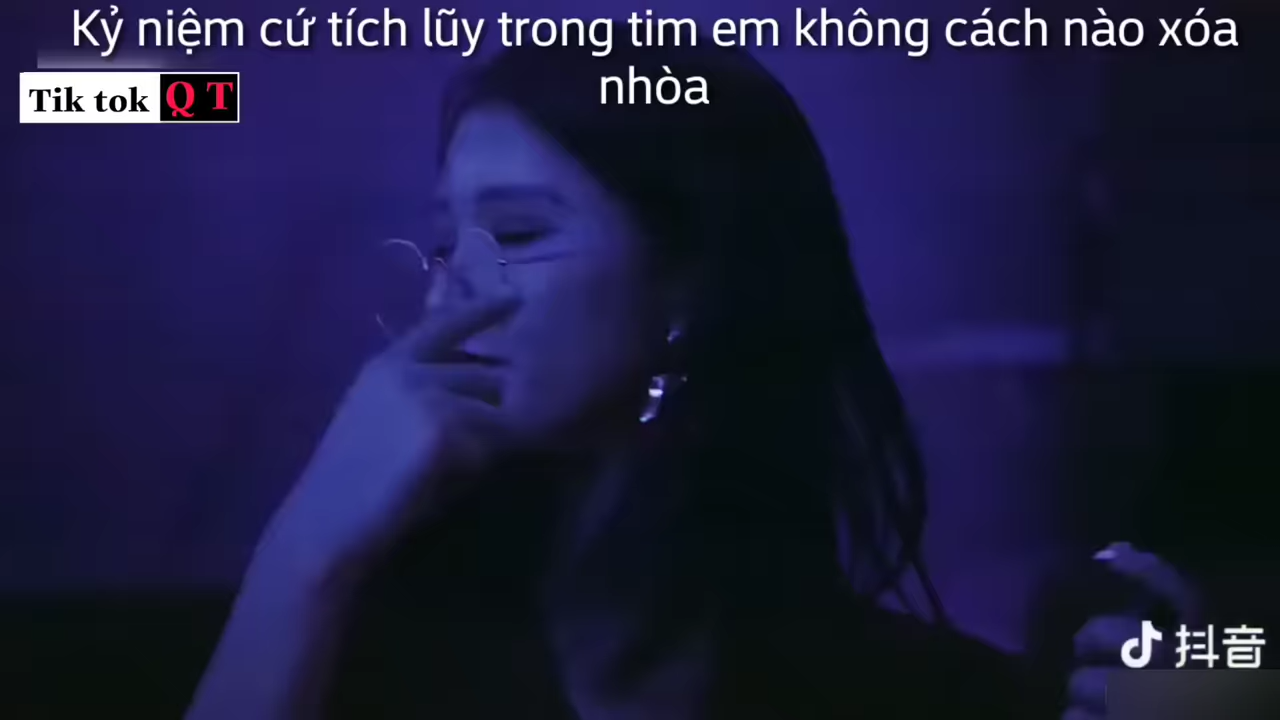 Kỷ niệm cứ tích lũy trong tim em không cách nào xóa
nhòa
Tik tok Q T
抖音